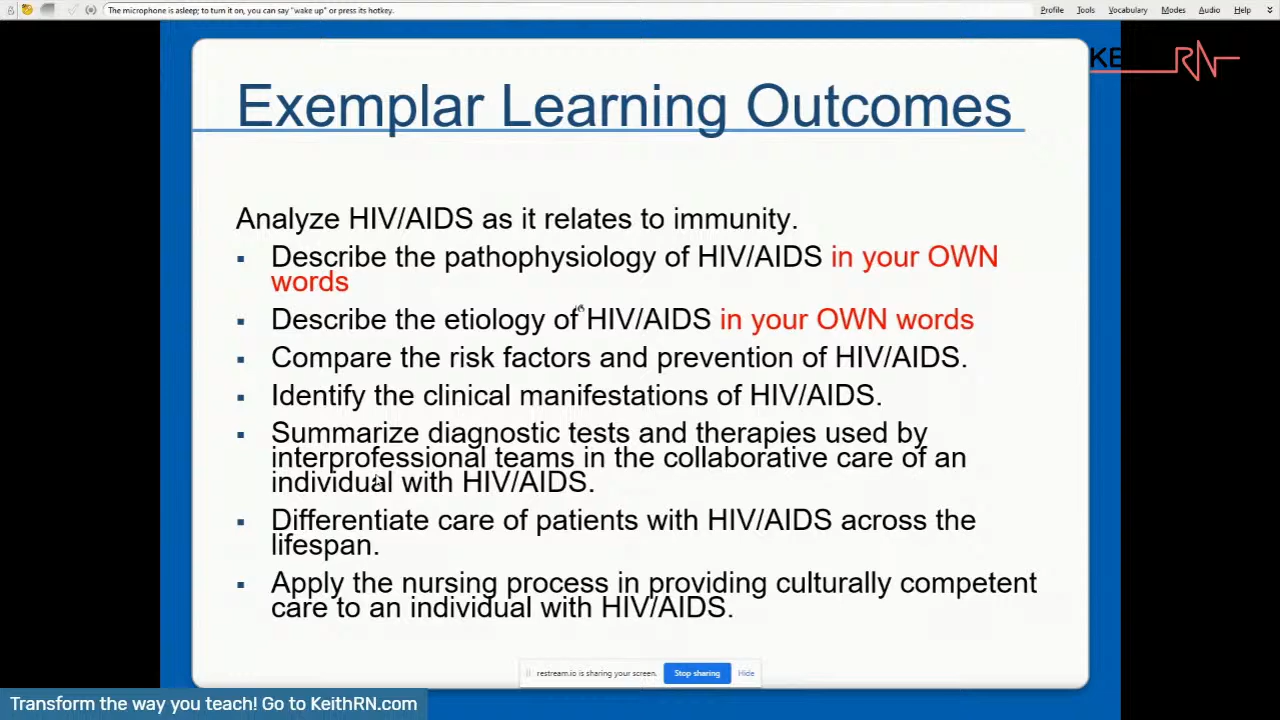 The microphone is asleep; to turn it on, you can say "wake up" or press its hotkey.
Profile Tools Vocabulary Modes Audio Help
KE RN
Exemplar Learning Outcomes
Analyze HIV/AIDS as it relates to immunity.
▪ Describe the pathophysiology of HIV/AIDS in your OWN
words
▪ Describe the etiology of HIV/AIDS in your OWN words
▪ Compare the risk factors and prevention of HIV/AIDS.
▪ Identify the clinical manifestations of HIV/AIDS.
▪ Summarize diagnostic tests and therapies used by
interprofessional teams in the collaborative care of an
individual with HIV/AIDS.
▪ Differentiate care of patients with HIV/AIDS across the
lifespan.
▪ Apply the nursing process in providing culturally competent
care to an individual with HIV/AIDS.
restream.io is sharing your screen. Stop sharing Hide
Transform the way you teach! Go to KeithRN.com